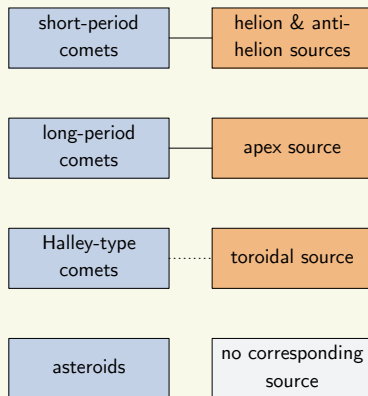 short-period
comets
helion & anti-
helion sources
long-period
comets
apex source
Halley-type
comets
toroidal source
asteroids
no corresponding
source